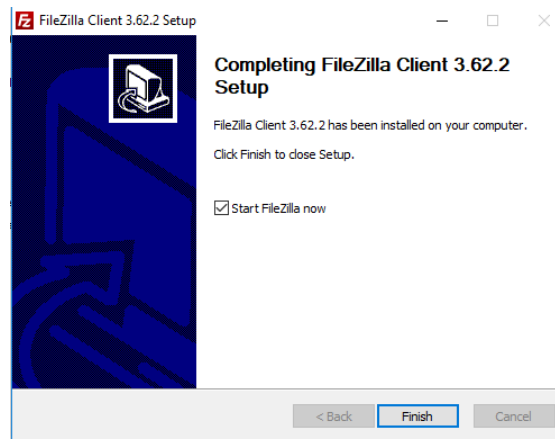 FileZilla Client 3.62.2 Setup
Completing FileZilla Client 3.62.2
Setup
FileZilla Client 3.62.2 has been installed on your computer.
Click Finish to close Setup.
Start FileZilla now
< Back Finish Cancel